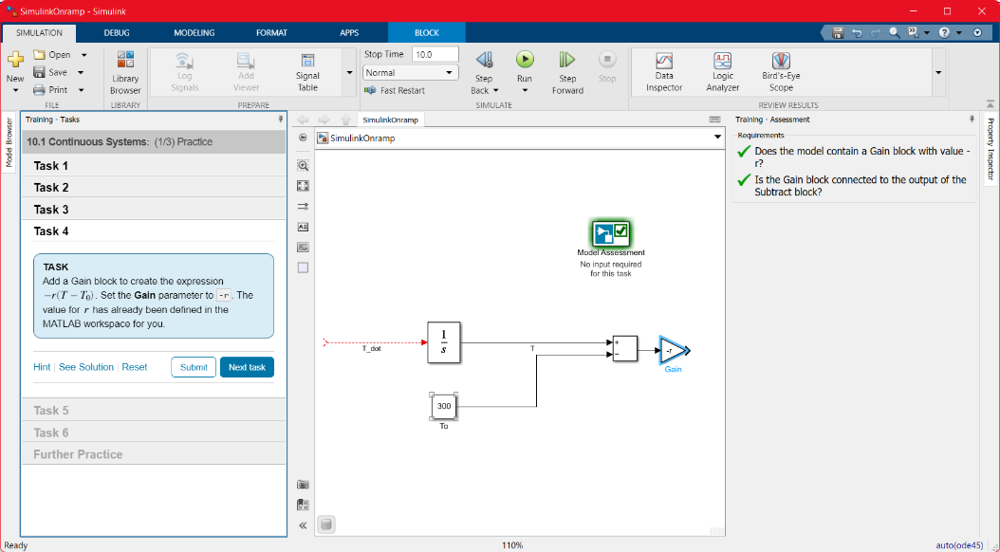 SimulinkOnramp - Simulink
SIMULATION DEBUG MODELING FORMAT APPS BLOCK
New
Open
Save
Print
FILE
Library
Browser
LIBRARY
Log
Signals
Add
Viewer
Signal
Table
PREPARE
Stop Time 10.0
Normal
Fast Restart
Step
Back
Run
Step
Forward
Stop
SIMULATE
Data
Inspector
Logic
Analyzer
Bird's-Eye
Scope
REVIEW RESULTS
Model Browser
Training - Tasks
10.1 Continuous Systems: (1/3) Practice
Task 1
Task 2
Task 3
Task 4
TASK
Add a Gain block to create the expression
−r(T − T₀). Set the Gain parameter to -r. The
value for r has already been defined in the
MATLAB workspace for you.
Hint See Solution Reset Submit Next task
Task 5
Task 6
Further Practice
SimulinkOnramp
SimulinkOnramp
Model Assessment
No input required
for this task
T_dot
1
s
T
+
−
-r
Gain
300
To
Training - Assessment
Requirements
Does the model contain a Gain block with value -
r?
Is the Gain block connected to the output of the
Subtract block?
Property Inspector
Ready 110% auto(ode45)